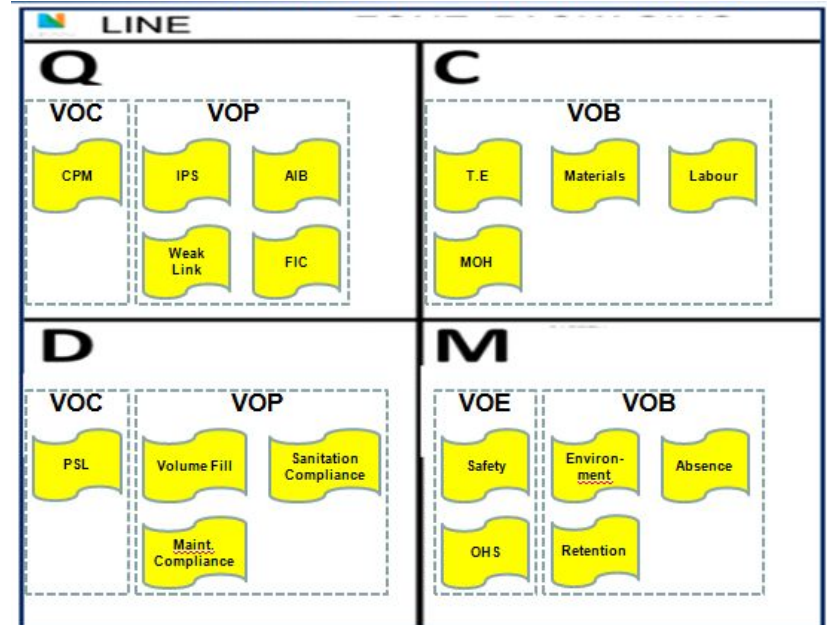 LINE
Q
VOC
VOP
CPM
IPS
AIB
Weak
Link
FIC
C
VOB
T.E
Materials
Labour
MOH
D
VOC
VOP
PSL
Volume Fill
Sanitation
Compliance
Maint.
Compliance
M
VOE
VOB
Safety
Environ-
ment
Absence
OHS
Retention